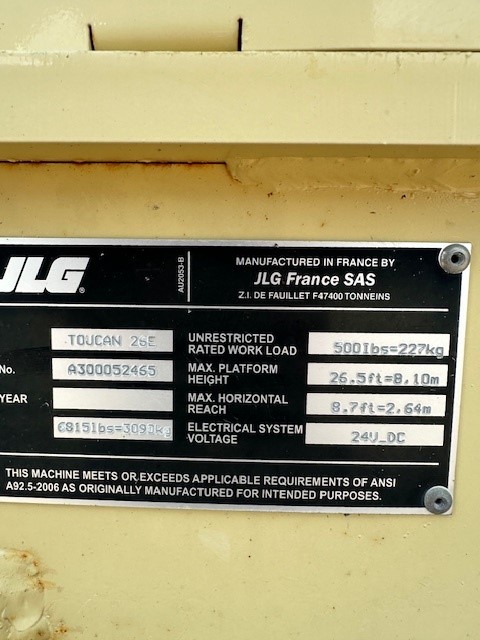 JLG®
AU2053-B
MANUFACTURED IN FRANCE BY
JLG France SAS
Z.I. DE FAUILLET F47400 TONNEINS
TOUCAN 26E
UNRESTRICTED
RATED WORK LOAD
500lbs=227kg
No.
A300052465
MAX. PLATFORM
HEIGHT
26.5ft=8.10m
YEAR
MAX. HORIZONTAL
REACH
8.7ft=2.64m
6815lbs=3090kg
ELECTRICAL SYSTEM
VOLTAGE
24V_DC
THIS MACHINE MEETS OR EXCEEDS APPLICABLE REQUIREMENTS OF ANSI
A92.5-2006 AS ORIGINALLY MANUFACTURED FOR INTENDED PURPOSES.